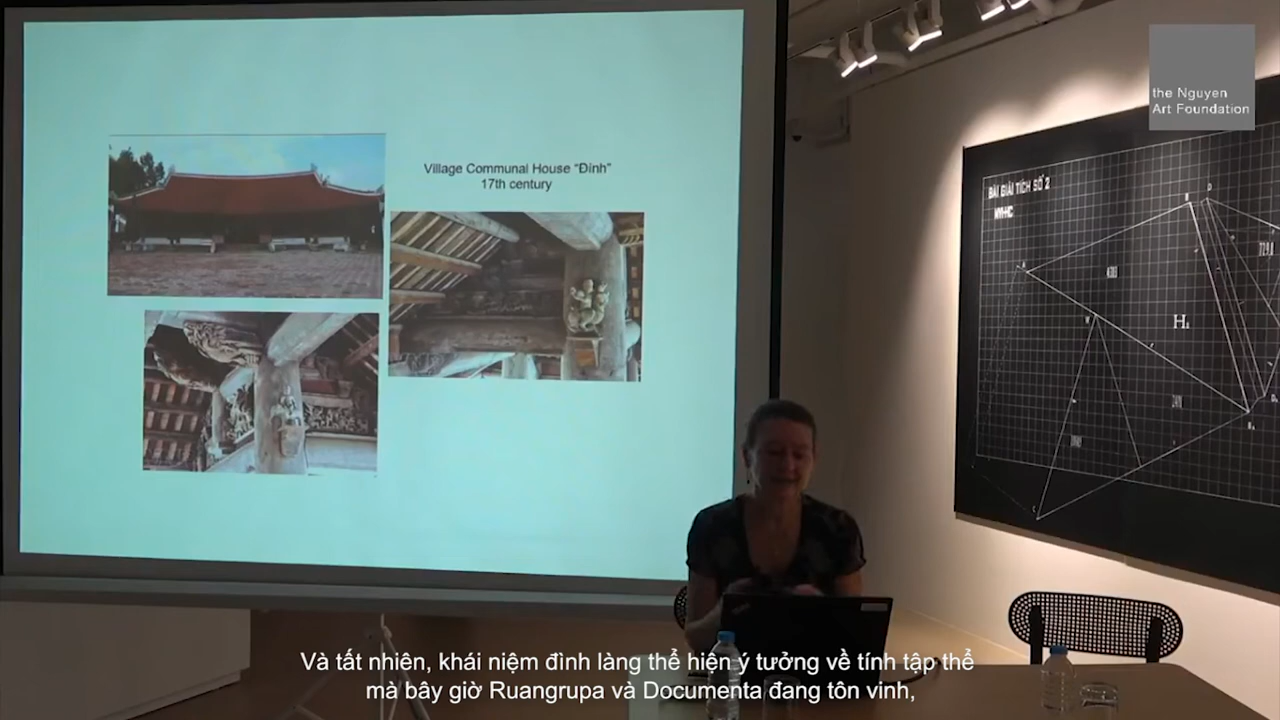 the Nguyen
Art Foundation
Village Communal House “Đình”
17th century
BÀI GIẢI TÍCH SỐ 2
H
Và tất nhiên, khái niệm đình làng thể hiện ý tưởng về tính tập thể
mà bây giờ Ruangrupa và Documenta đang tôn vinh,